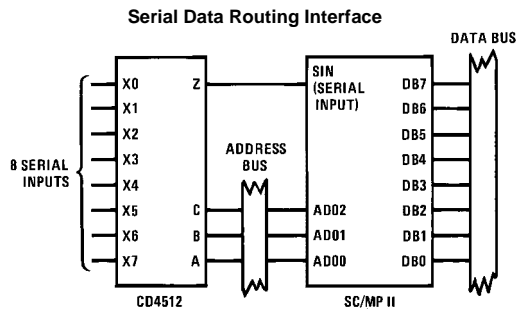 Serial Data Routing Interface
DATA BUS
X0
X1
X2
X3
X4
X5
X6
X7
8 SERIAL
INPUTS
Z
C
B
A
CD4512
ADDRESS
BUS
SIN
(SERIAL
INPUT)
AD02
AD01
AD00
DB7
DB6
DB5
DB4
DB3
DB2
DB1
DB0
SC/MP II